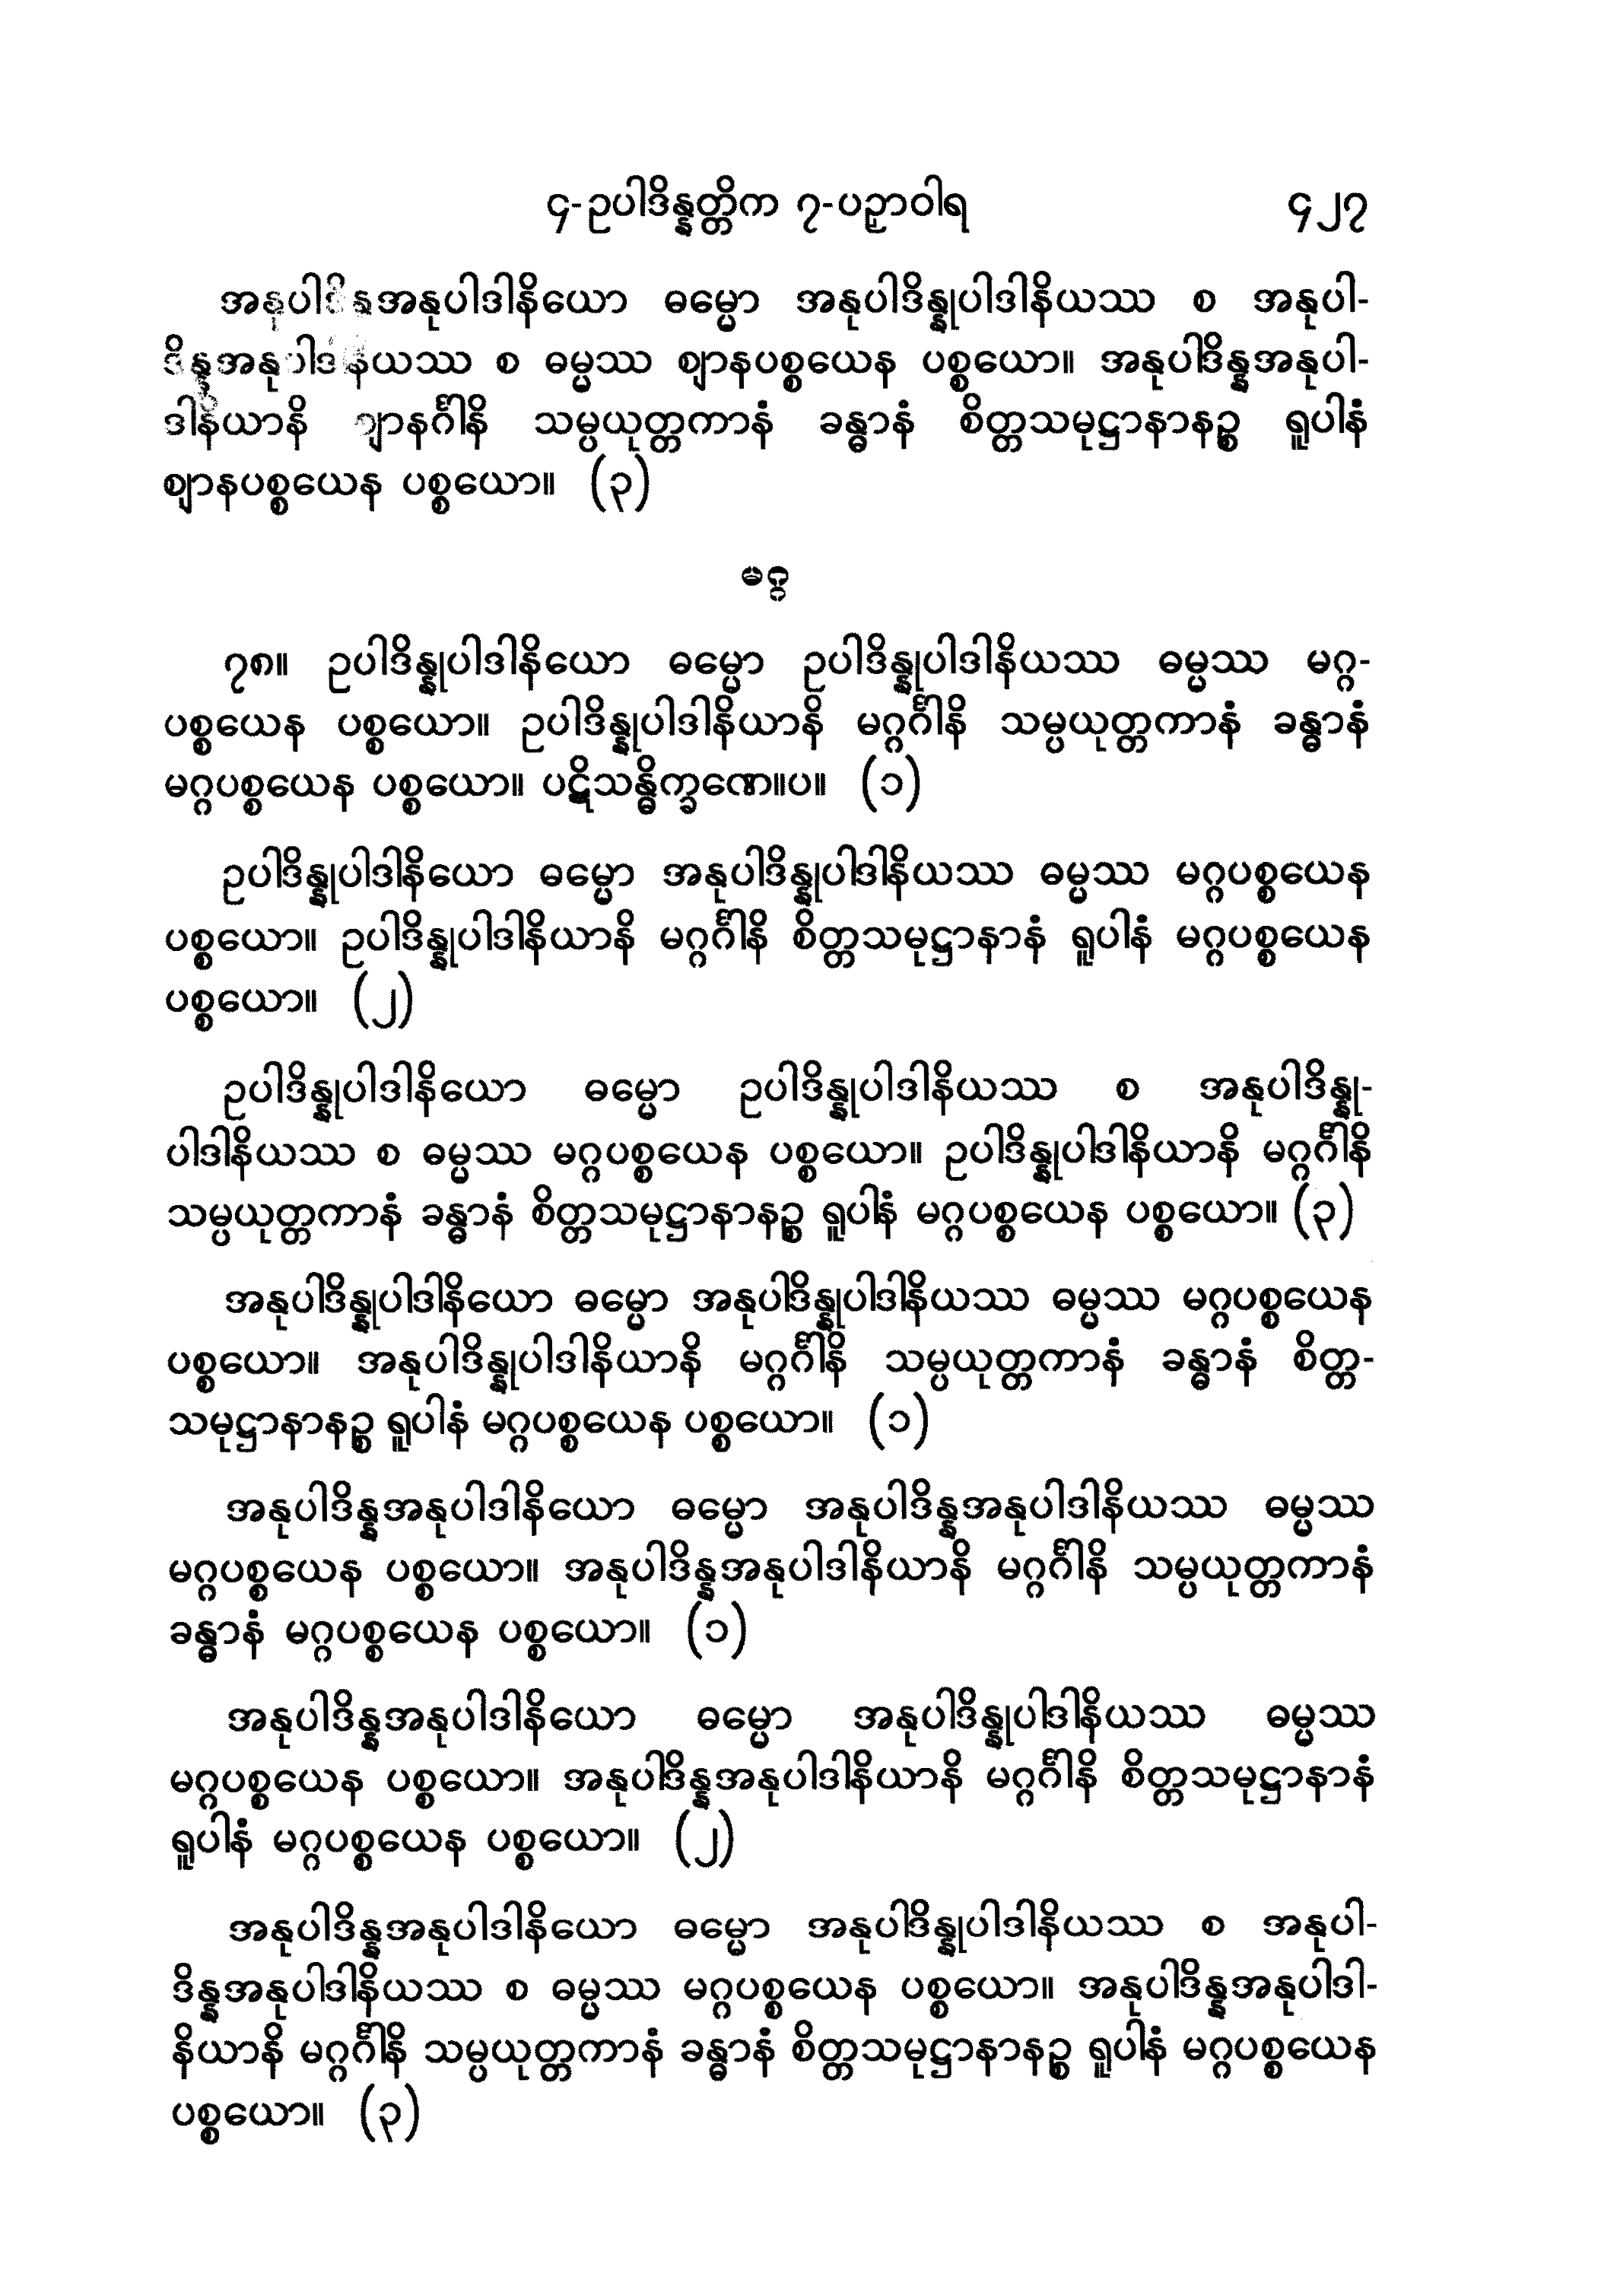 ၄-ဥပါဒိန္နတ္တိက ၇-ပဉှာဝါရ ၄၂၇
အနုပါဒိန္နအနုပါဒါနိယော ဓမ္မော အနုပါဒိန္နုပါဒါနိယဿ စ အနုပါ-
ဒိန္နအနုပါဒါနိယဿ စ ဓမ္မဿ ဈာနပစ္စယေန ပစ္စယော။ အနုပါဒိန္နအနုပါ-
ဒါနိယာနိ ဈာနင်္ဂါနိ သမ္ပယုတ္တကာနံ ခန္ဓာနံ စိတ္တသမုဋ္ဌာနာနဉ္စ ရူပါနံ
ဈာနပစ္စယေန ပစ္စယော။ (၃)
မဂ္ဂ
၇၈။ ဥပါဒိန္နုပါဒါနိယော ဓမ္မော ဥပါဒိန္နုပါဒါနိယဿ ဓမ္မဿ မဂ္ဂ-
ပစ္စယေန ပစ္စယော။ ဥပါဒိန္နုပါဒါနိယာနိ မဂ္ဂင်္ဂါနိ သမ္ပယုတ္တကာနံ ခန္ဓာနံ
မဂ္ဂပစ္စယေန ပစ္စယော။ ပဋိသန္ဓိက္ခဏေ။ပ။ (၁)
ဥပါဒိန္နုပါဒါနိယော ဓမ္မော အနုပါဒိန္နုပါဒါနိယဿ ဓမ္မဿ မဂ္ဂပစ္စယေန
ပစ္စယော။ ဥပါဒိန္နုပါဒါနိယာနိ မဂ္ဂင်္ဂါနိ စိတ္တသမုဋ္ဌာနာနံ ရူပါနံ မဂ္ဂပစ္စယေန
ပစ္စယော။ (၂)
ဥပါဒိန္နုပါဒါနိယော ဓမ္မော ဥပါဒိန္နုပါဒါနိယဿ စ အနုပါဒိန္နု-
ပါဒါနိယဿ စ ဓမ္မဿ မဂ္ဂပစ္စယေန ပစ္စယော။ ဥပါဒိန္နုပါဒါနိယာနိ မဂ္ဂင်္ဂါနိ
သမ္ပယုတ္တကာနံ ခန္ဓာနံ စိတ္တသမုဋ္ဌာနာနဉ္စ ရူပါနံ မဂ္ဂပစ္စယေန ပစ္စယော။ (၃)
အနုပါဒိန္နုပါဒါနိယော ဓမ္မော အနုပါဒိန္နုပါဒါနိယဿ ဓမ္မဿ မဂ္ဂပစ္စယေန
ပစ္စယော။ အနုပါဒိန္နုပါဒါနိယာနိ မဂ္ဂင်္ဂါနိ သမ္ပယုတ္တကာနံ ခန္ဓာနံ စိတ္တ-
သမုဋ္ဌာနာနဉ္စ ရူပါနံ မဂ္ဂပစ္စယေန ပစ္စယော။ (၁)
အနုပါဒိန္နအနုပါဒါနိယော ဓမ္မော အနုပါဒိန္နအနုပါဒါနိယဿ ဓမ္မဿ
မဂ္ဂပစ္စယေန ပစ္စယော။ အနုပါဒိန္နအနုပါဒါနိယာနိ မဂ္ဂင်္ဂါနိ သမ္ပယုတ္တကာနံ
ခန္ဓာနံ မဂ္ဂပစ္စယေန ပစ္စယော။ (၁)
အနုပါဒိန္နအနုပါဒါနိယော ဓမ္မော အနုပါဒိန္နုပါဒါနိယဿ ဓမ္မဿ
မဂ္ဂပစ္စယေန ပစ္စယော။ အနုပါဒိန္နအနုပါဒါနိယာနိ မဂ္ဂင်္ဂါနိ စိတ္တသမုဋ္ဌာနာနံ
ရူပါနံ မဂ္ဂပစ္စယေန ပစ္စယော။ (၂)
အနုပါဒိန္နအနုပါဒါနိယော ဓမ္မော အနုပါဒိန္နုပါဒါနိယဿ စ အနုပါ-
ဒိန္နအနုပါဒါနိယဿ စ ဓမ္မဿ မဂ္ဂပစ္စယေန ပစ္စယော။ အနုပါဒိန္နအနုပါဒါ-
နိယာနိ မဂ္ဂင်္ဂါနိ သမ္ပယုတ္တကာနံ ခန္ဓာနံ စိတ္တသမုဋ္ဌာနာနဉ္စ ရူပါနံ မဂ္ဂပစ္စယေန
ပစ္စယော။ (၃)